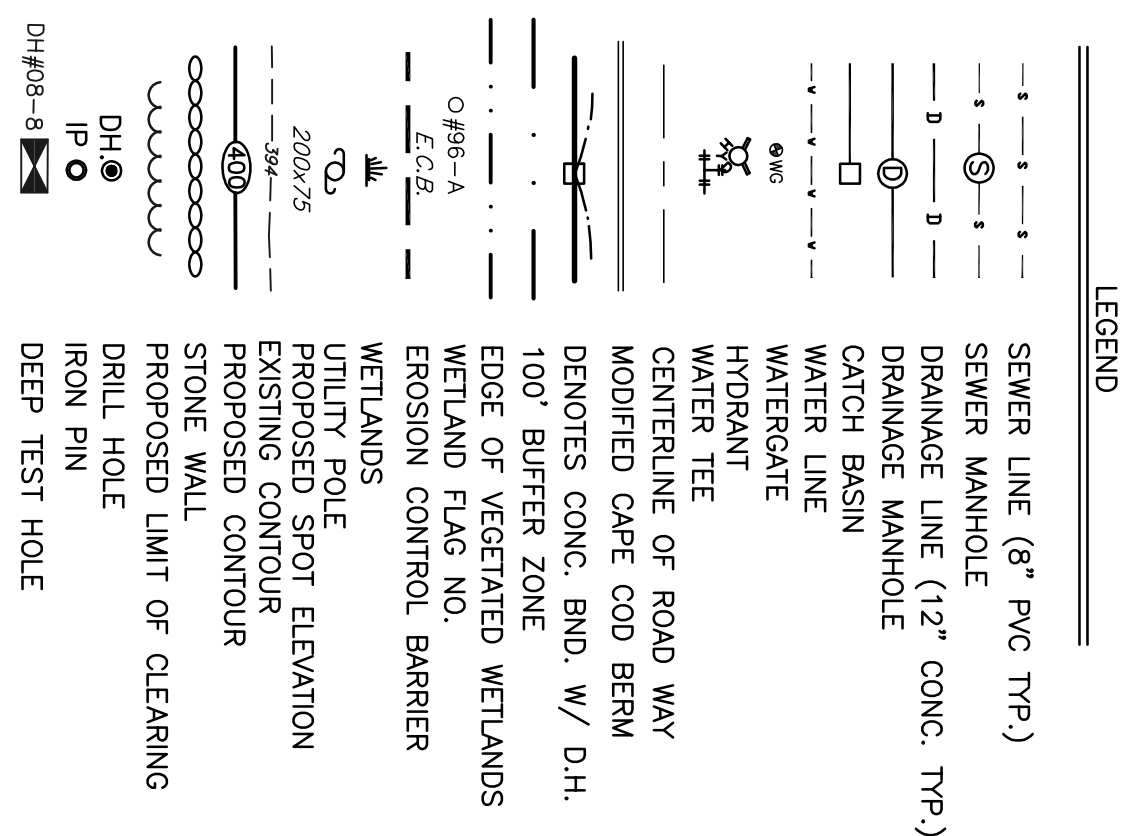 LEGEND
S S S SEWER LINE (8" PVC TYP.)
S S S SEWER MANHOLE
D D DRAINAGE LINE (12" CONC. TYP.)
D DRAINAGE MANHOLE
CATCH BASIN
W W W W WATER LINE
WG WATERGATE
HYD HYDRANT
WATER TEE
CENTERLINE OF ROAD WAY
MODIFIED CAPE COD BERM
DENOTES CONC. BND. W/ D.H.
100' BUFFER ZONE
EDGE OF VEGETATED WETLANDS
#96-A WETLAND FLAG NO.
E.C.B. EROSION CONTROL BARRIER
WETLANDS
UTILITY POLE
200x75 PROPOSED SPOT ELEVATION
394 EXISTING CONTOUR
400 PROPOSED CONTOUR
STONE WALL
PROPOSED LIMIT OF CLEARING
DH. DRILL HOLE
IP IRON PIN
DH#08-8 DEEP TEST HOLE